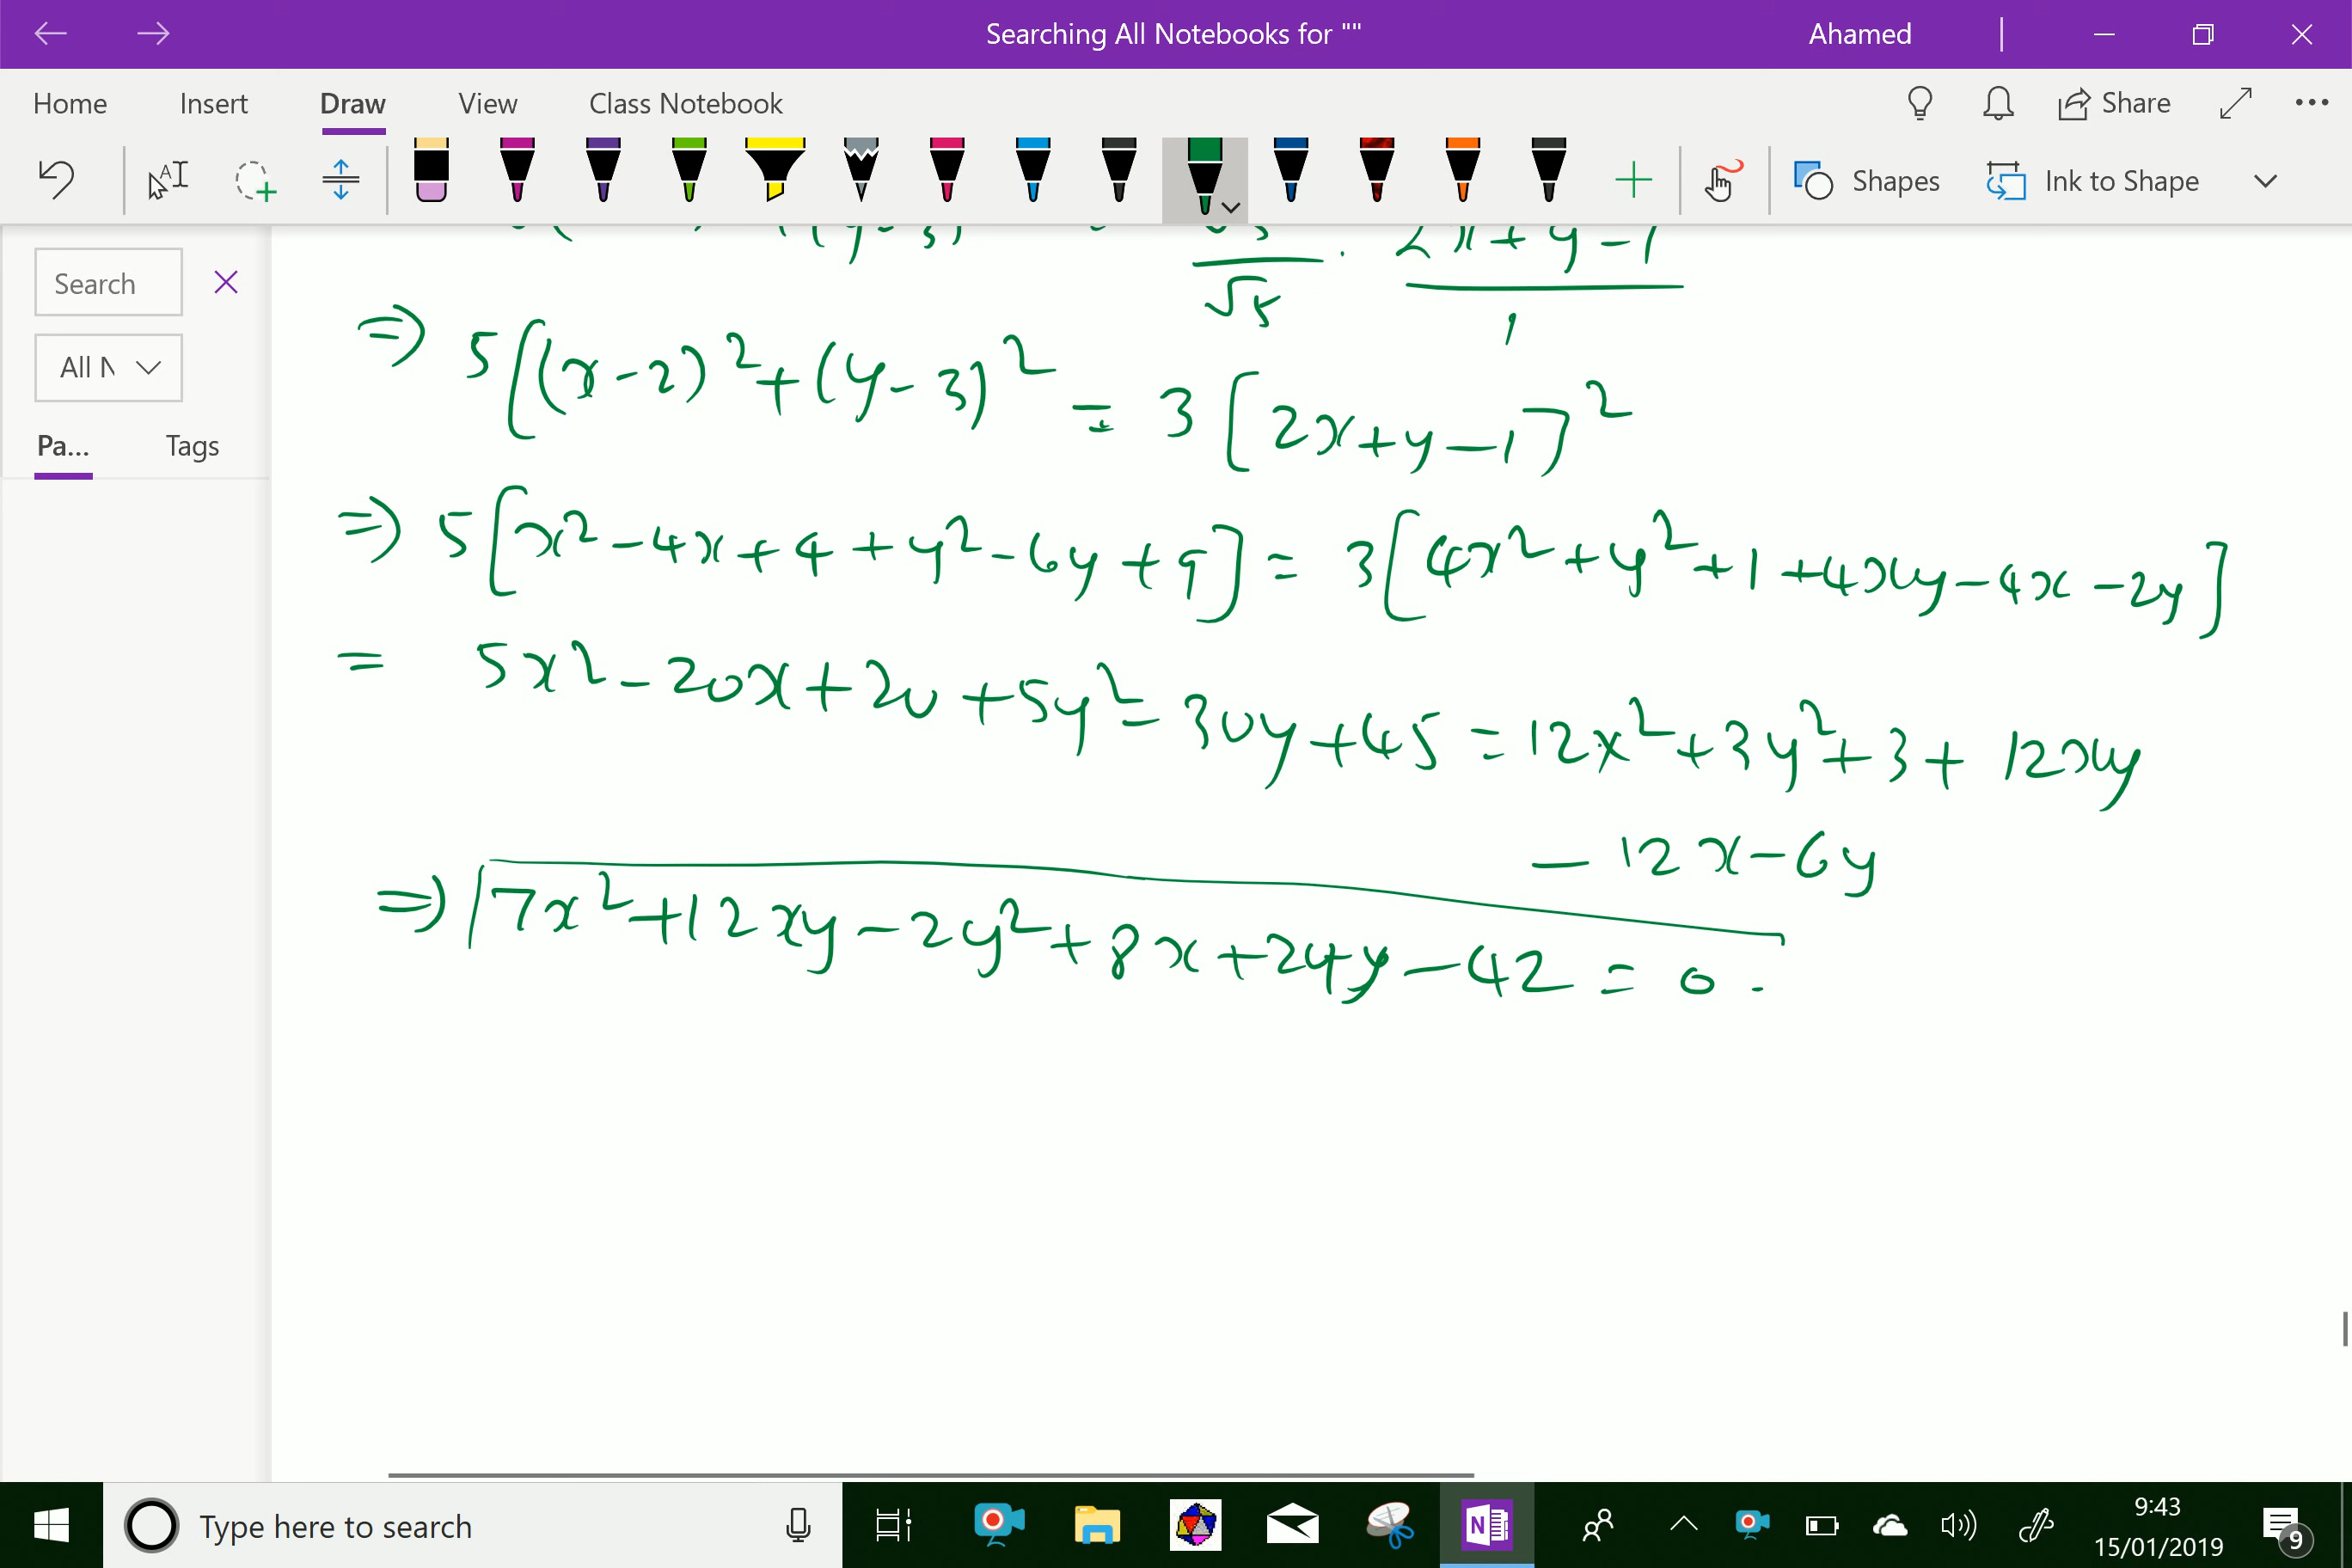 Searching All Notebooks for ""
Ahamed
Home Insert Draw View Class Notebook
Share
Shapes
Ink to Shape
Search
All N
Pa... Tags
√5 1
⇒ 5[(x-2)²+(y-3)² = 3[2x+y-1]²
⇒ 5[x²-4x+4+y²-6y+9] = 3[4x²+y²+1+4xy-4x-2y]
= 5x²-20x+20+5y²-30y+45 = 12x²+3y²+3+12xy
-12x-6y
⇒ 7x²+12xy-2y²+8x+24y-42 = 0.
Type here to search
N
9:43
15/01/2019
9